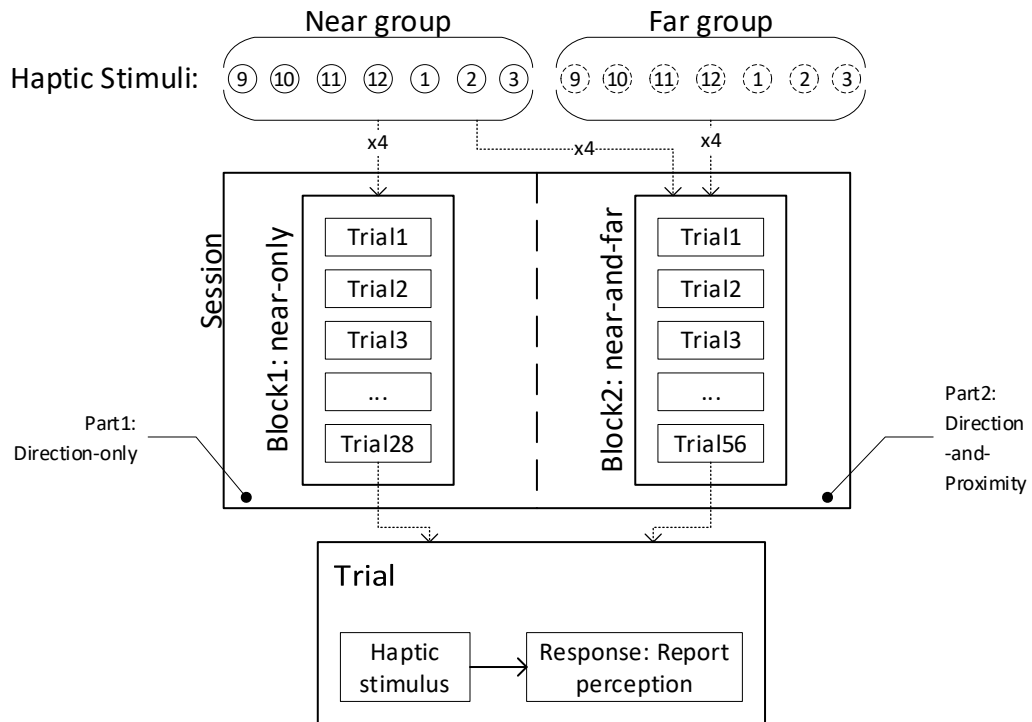 Near group
Far group
Haptic Stimuli:
9 10 11 12 1 2 3
9 10 11 12 1 2 3
x4
x4
x4
Session
Block1: near-only
Trial1
Trial2
Trial3
...
Trial28
Block2: near-and-far
Trial1
Trial2
Trial3
...
Trial56
Part1:
Direction-only
Part2:
Direction
-and-
Proximity
Trial
Haptic
stimulus
Response: Report
perception